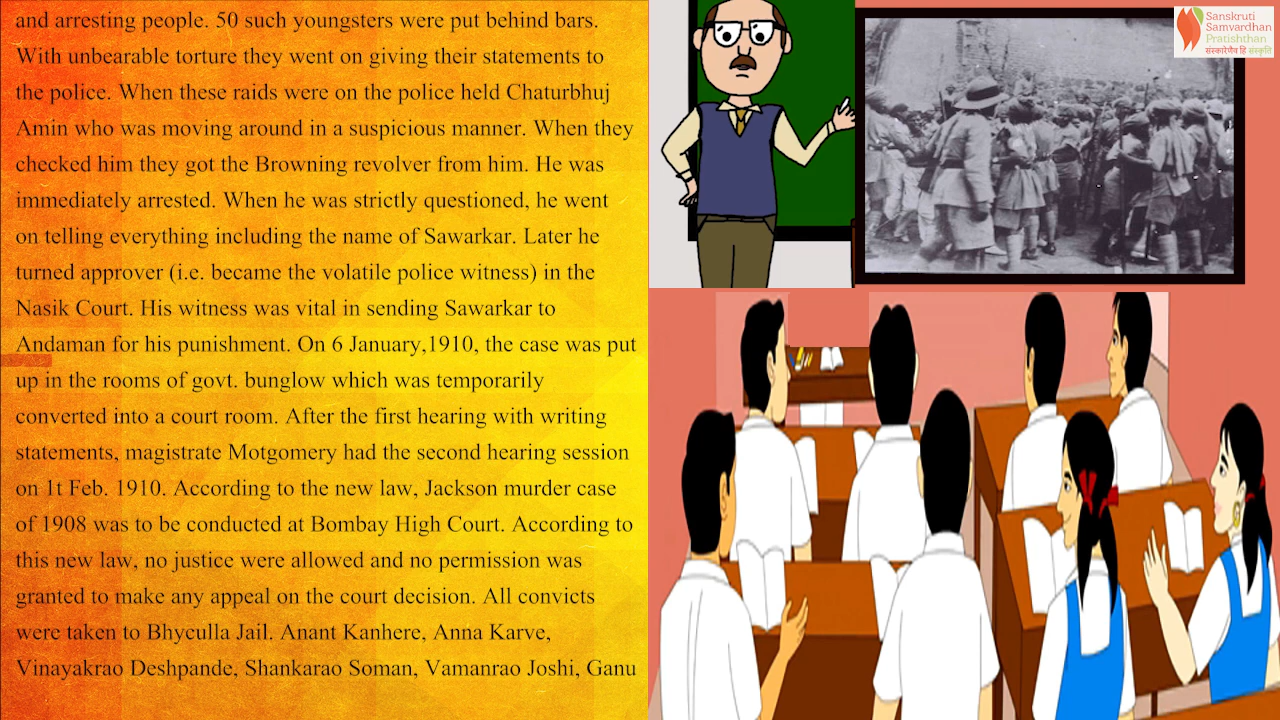 and arresting people. 50 such youngsters were put behind bars.
With unbearable torture they went on giving their statements to
the police. When these raids were on the police held Chaturbhuj
Amin who was moving around in a suspicious manner. When they
checked him they got the Browning revolver from him. He was
immediately arrested. When he was strictly questioned, he went
on telling everything including the name of Sawarkar. Later he
turned approver (i.e. became the volatile police witness) in the
Nasik Court. His witness was vital in sending Sawarkar to
Andaman for his punishment. On 6 January,1910, the case was put
up in the rooms of govt. bunglow which was temporarily
converted into a court room. After the first hearing with writing
statements, magistrate Motgomery had the second hearing session
on 1t Feb. 1910. According to the new law, Jackson murder case
of 1908 was to be conducted at Bombay High Court. According to
this new law, no justice were allowed and no permission was
granted to make any appeal on the court decision. All convicts
were taken to Bhyculla Jail. Anant Kanhere, Anna Karve,
Vinayakrao Deshpande, Shankarao Soman, Vamanrao Joshi, Ganu
Sanskruti
Samvardhan
Pratishthan
संस्कारेणैव हि संस्कृति